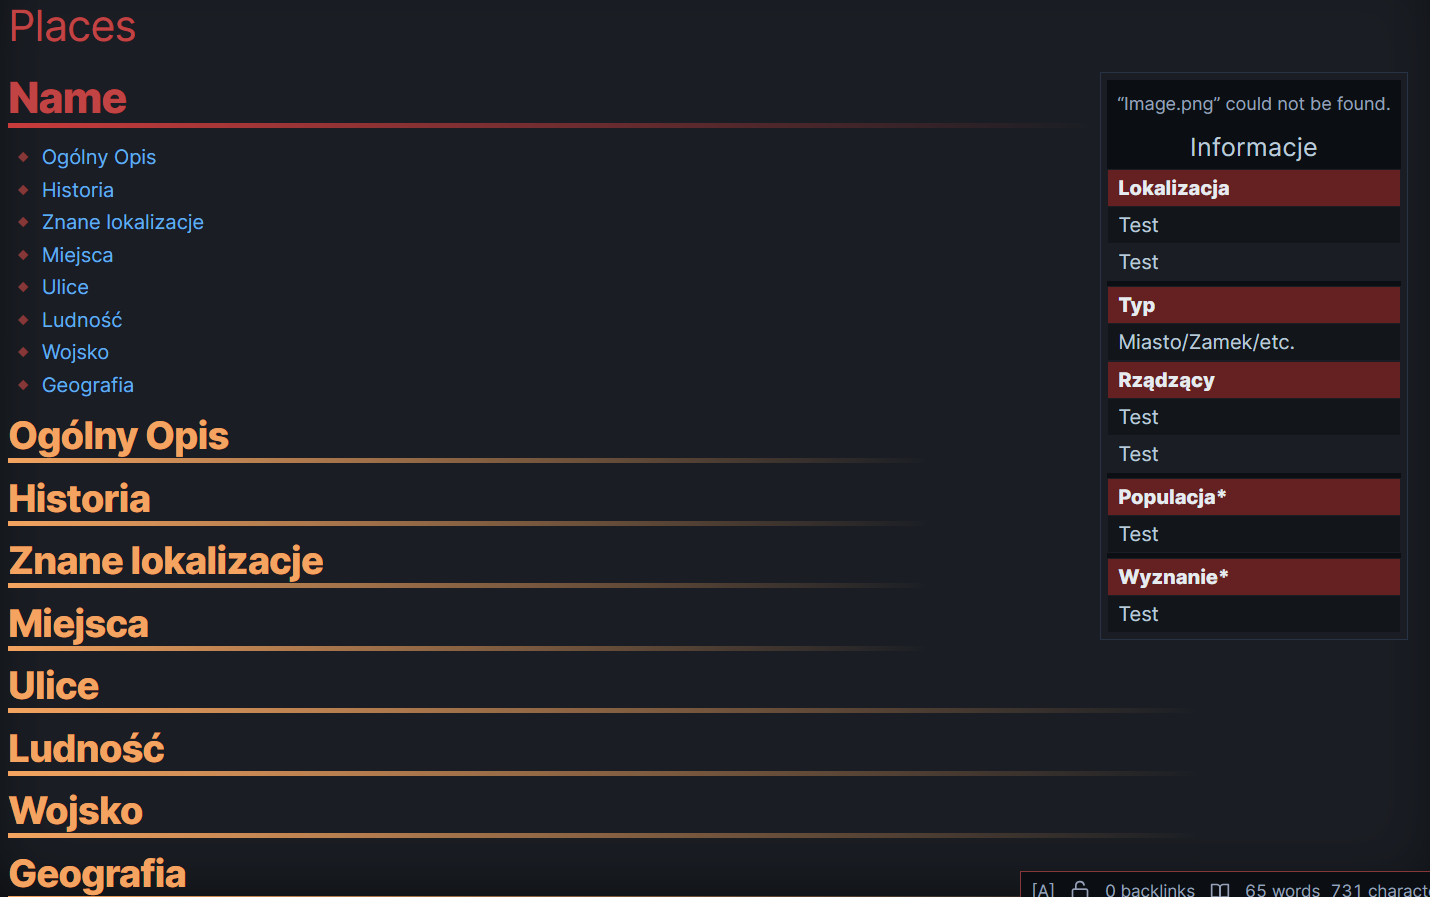 Places
Name
Ogólny Opis
Historia
Znane lokalizacje
Miejsca
Ulice
Ludność
Wojsko
Geografia
Ogólny Opis
Historia
Znane lokalizacje
Miejsca
Ulice
Ludność
Wojsko
Geografia
“Image.png” could not be found.
Informacje
Lokalizacja
Test
Test
Typ
Miasto/Zamek/etc.
Rządzący
Test
Test
Populacja*
Test
Wyznanie*
Test
[A] 0 backlinks 65 words 731 characte